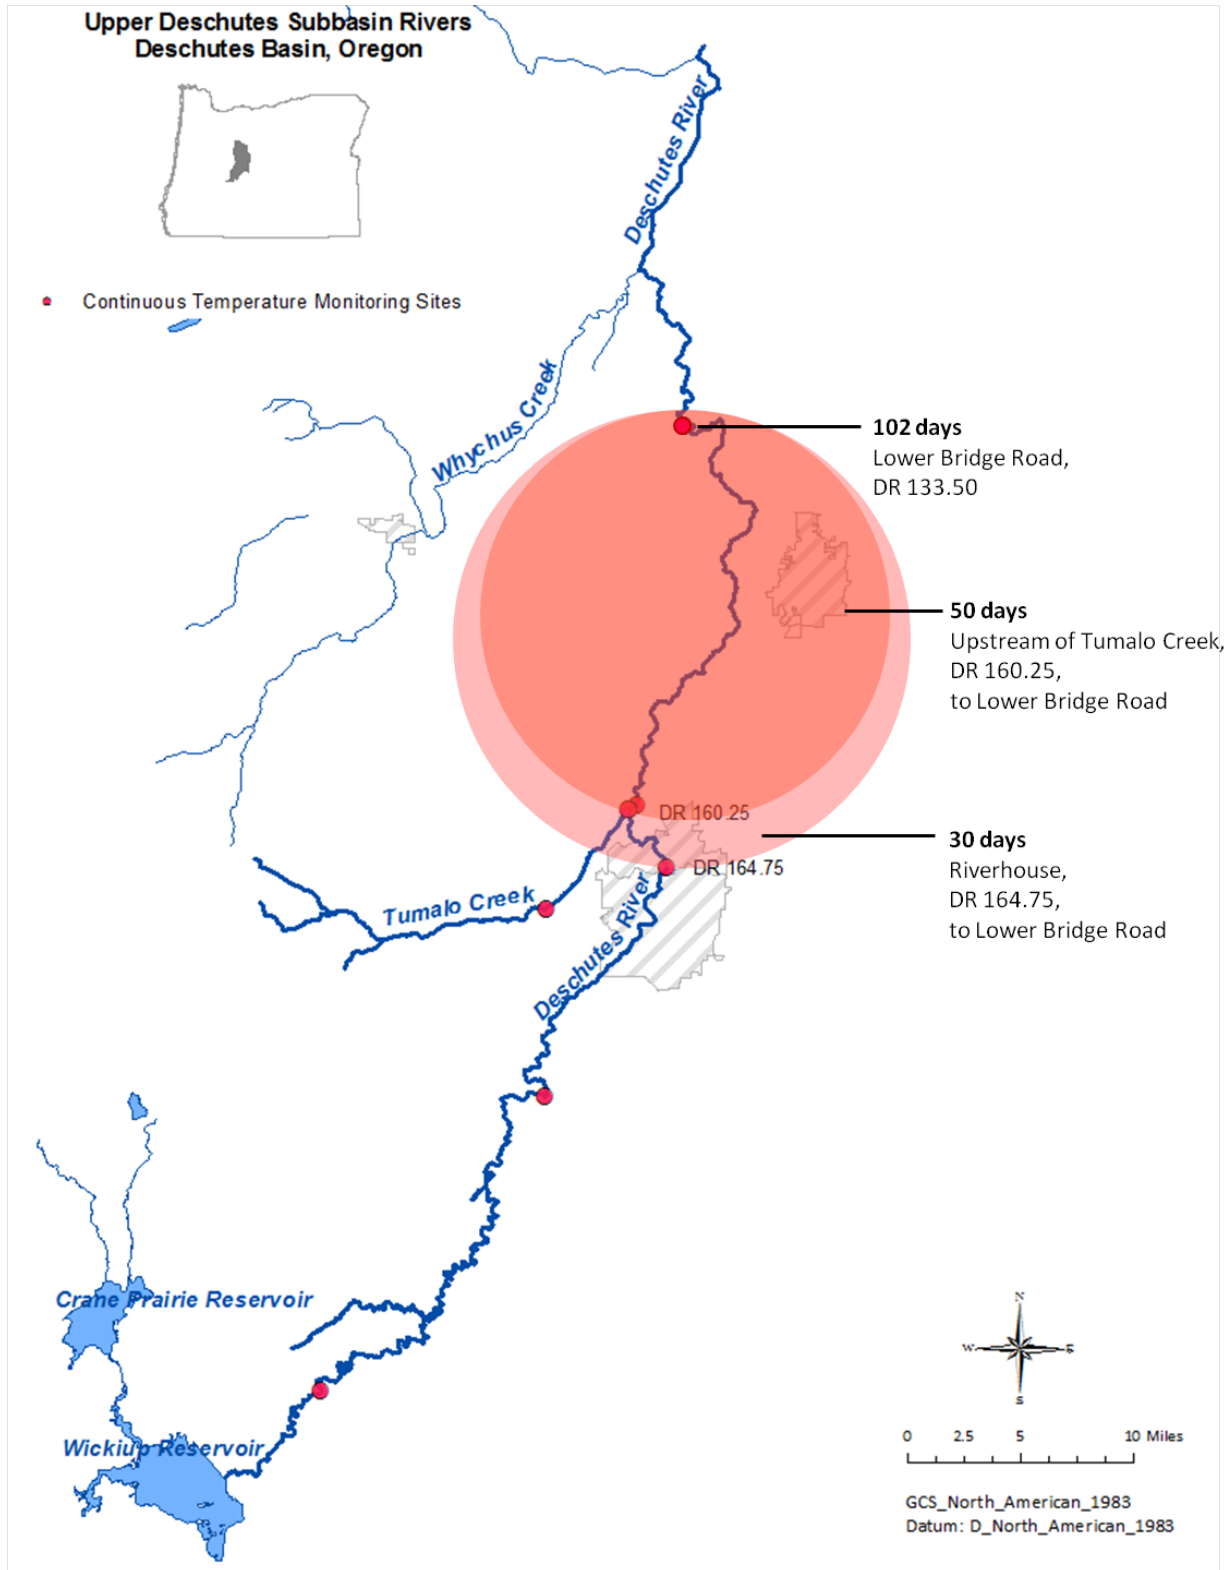 Upper Deschutes Subbasin Rivers
Deschutes Basin, Oregon
Continuous Temperature Monitoring Sites
Deschutes River
Whychus Creek
102 days
Lower Bridge Road,
DR 133.50
50 days
Upstream of Tumalo Creek,
DR 160.25,
to Lower Bridge Road
DR 160.25
30 days
Riverhouse,
DR 164.75,
to Lower Bridge Road
DR 164.75
Tumalo Creek
Deschutes River
Crane Prairie Reservoir
Wickiup Reservoir
N
W
E
S
0 2.5 5 10 Miles
GCS_North_American_1983
Datum: D_North_American_1983